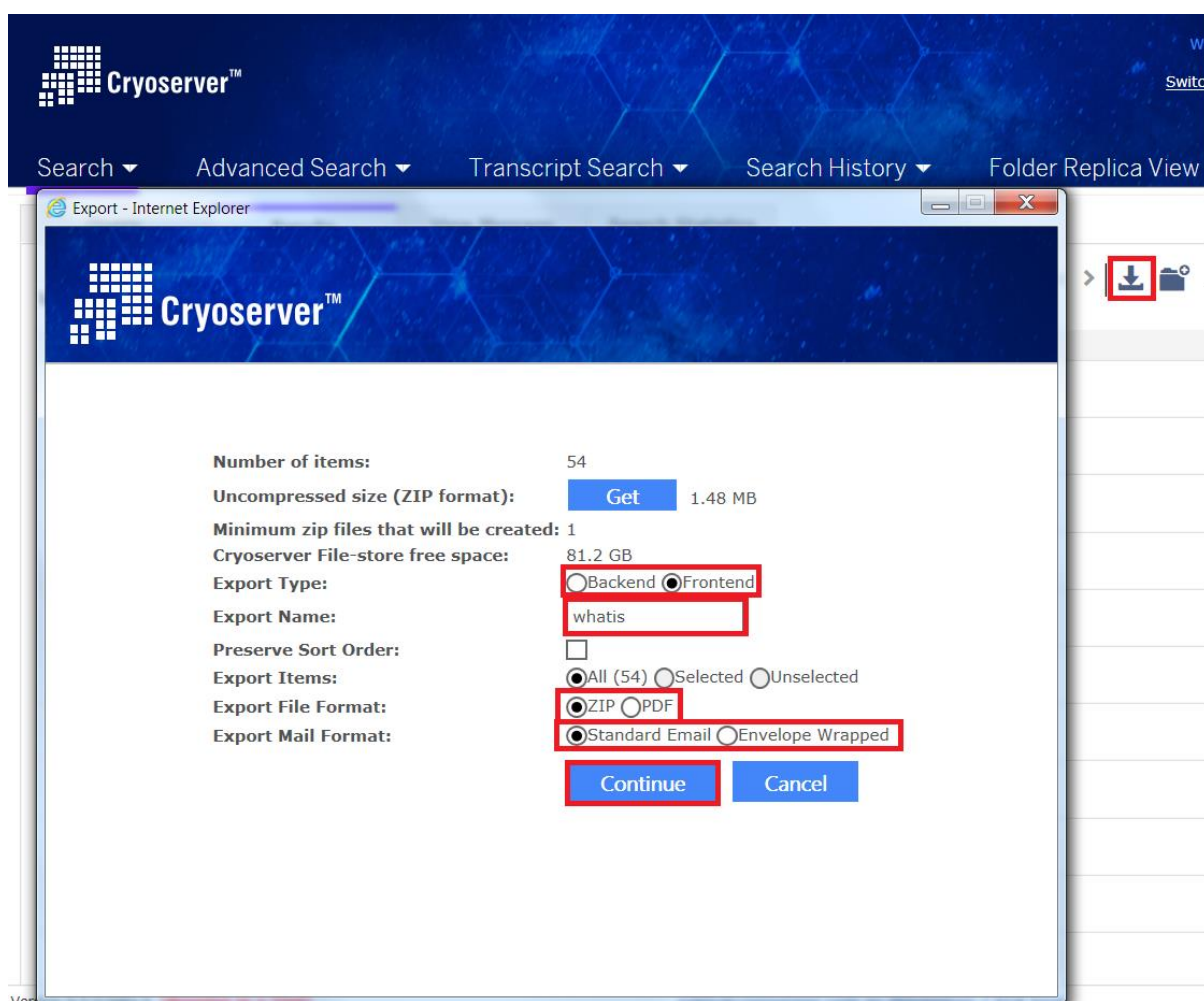 Cryoserver™
Switc
Search Advanced Search Transcript Search Search History Folder Replica View
Export - Internet Explorer
Cryoserver™
Number of items: 54
Uncompressed size (ZIP format): Get 1.48 MB
Minimum zip files that will be created: 1
Cryoserver File-store free space: 81.2 GB
Export Type: Backend Frontend
Export Name: whatis
Preserve Sort Order:
Export Items: All (54) Selected Unselected
Export File Format: ZIP PDF
Export Mail Format: Standard Email Envelope Wrapped
Continue Cancel